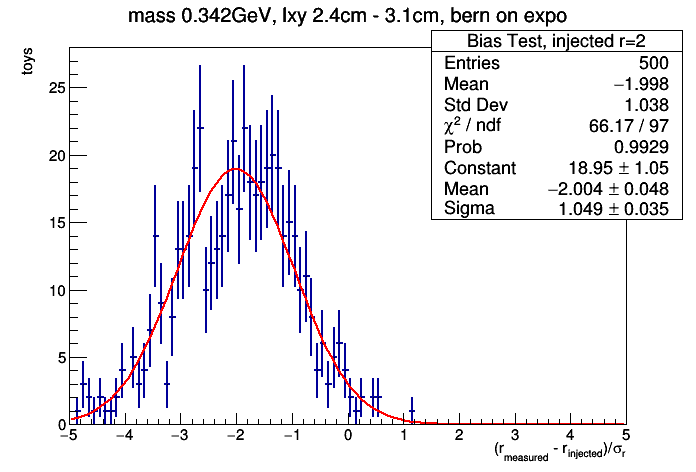 mass 0.342GeV, lxy 2.4cm - 3.1cm, bern on expo
toys
Bias Test, injected r=2
Entries 500
Mean −1.998
Std Dev 1.038
χ² / ndf 66.17 / 97
Prob 0.9929
Constant 18.95 ± 1.05
Mean −2.004 ± 0.048
Sigma 1.049 ± 0.035
25
20
15
10
5
0
−5 −4 −3 −2 −1 0 1 2 3 4 5
(r_measured - r_injected)/σ_r